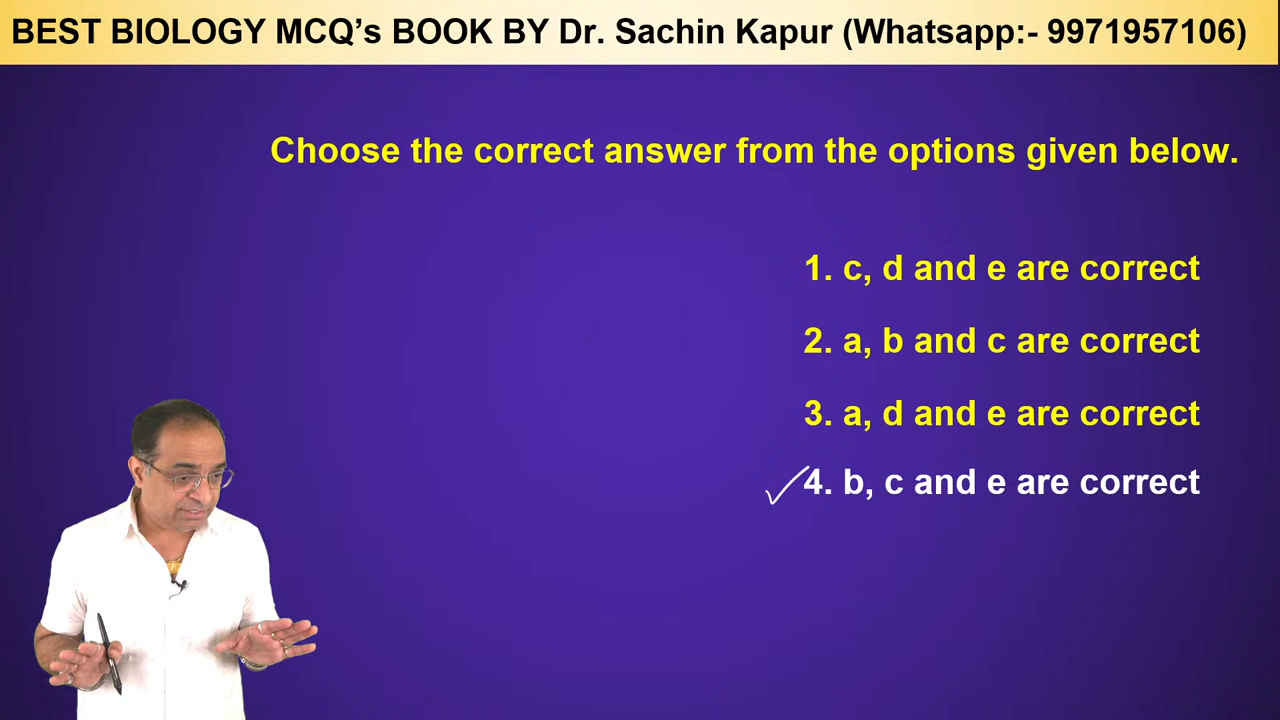 BEST BIOLOGY MCQ’s BOOK BY Dr. Sachin Kapur (Whatsapp:- 9971957106)
Choose the correct answer from the options given below.
1. c, d and e are correct
2. a, b and c are correct
3. a, d and e are correct
4. b, c and e are correct